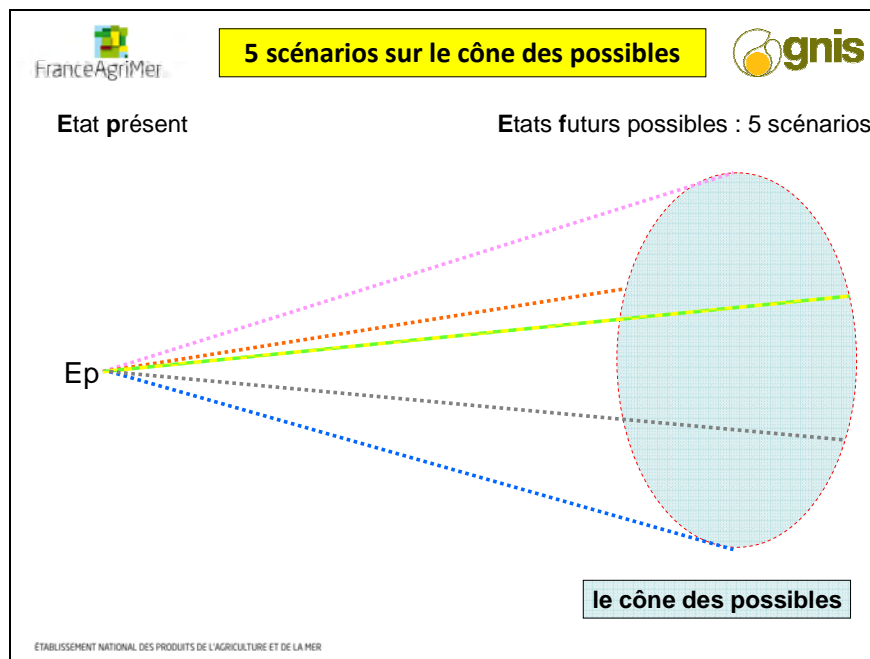 FranceAgriMer
5 scénarios sur le cône des possibles
gnis
Etat présent
Etats futurs possibles : 5 scénarios
Ep
le cône des possibles
ÉTABLISSEMENT NATIONAL DES PRODUITS DE L'AGRICULTURE ET DE LA MER